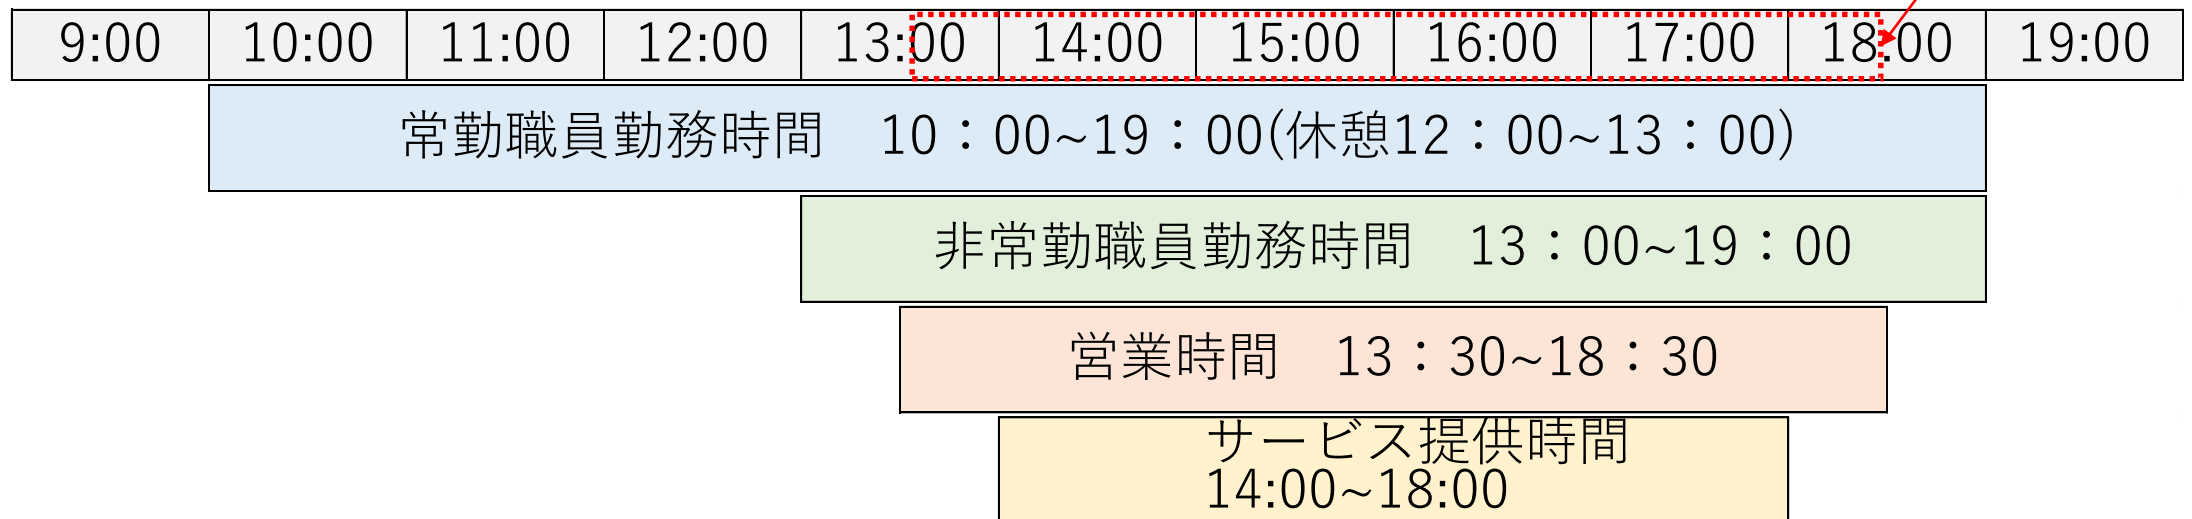 9:00 10:00 11:00 12:00 13:00 14:00 15:00 16:00 17:00 18:00 19:00
常勤職員勤務時間　10：00~19：00(休憩12：00~13：00)
非常勤職員勤務時間　13：00~19：00
営業時間　13：30~18：30
サービス提供時間
14:00~18:00